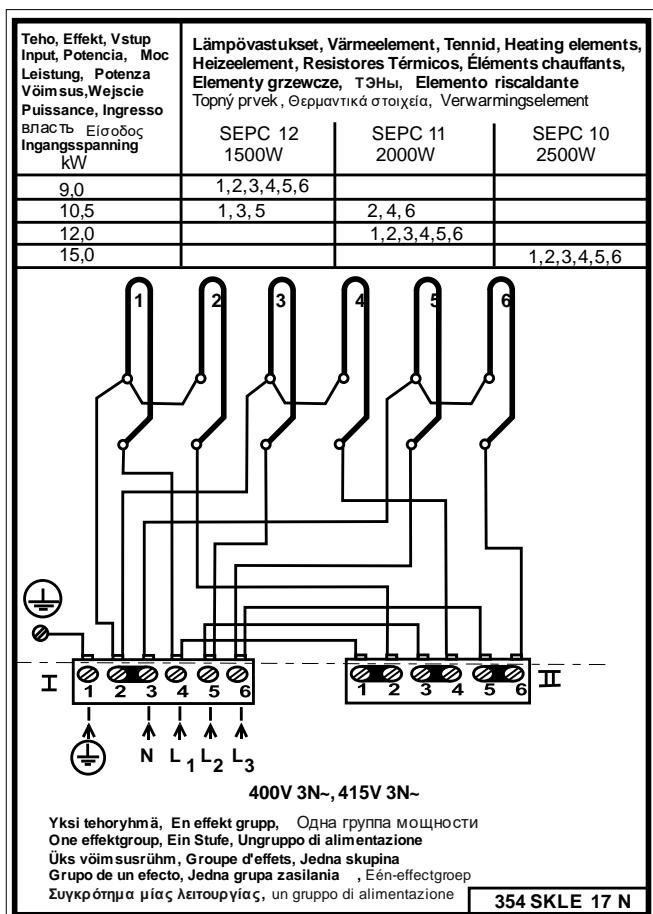 Teho, Effekt, Vstup
Input, Potencia, Moc
Leistung, Potenza
Vöimsus,Wejscie
Puissance, Ingresso
власть Είσοδος
Ingangsspanning
kW
Lämpövastukset, Värmeelement, Tennid, Heating elements,
Heizeelement, Resistores Térmicos, Éléments chauffants,
Elementy grzewcze, ТЭНы, Elemento riscaldante
Topný prvek , Θερμαντικά στοιχεία, Verwarmingselement
SEPC 12
1500W
SEPC 11
2000W
SEPC 10
2500W
9,0 1,2,3,4,5,6
10,5 1,3,5 2,4,6
12,0 1,2,3,4,5,6
15,0 1,2,3,4,5,6
1 2 3 4 5 6
I 1 2 3 4 5 6
1 2 3 4 5 6 II
N L1 L2 L3
400V 3N~, 415V 3N~
Yksi tehoryhmä, En effekt grupp, Одна группа мощности
One effektgroup, Ein Stufe, Ungruppo di alimentazione
Üks vöimsusrühm, Groupe d'effets, Jedna skupina
Grupo de un efecto, Jedna grupa zasilania , Eén-effectgroep
Συγκρότημα μίας λειτουργίας, un gruppo di alimentazione
354 SKLE 17 N